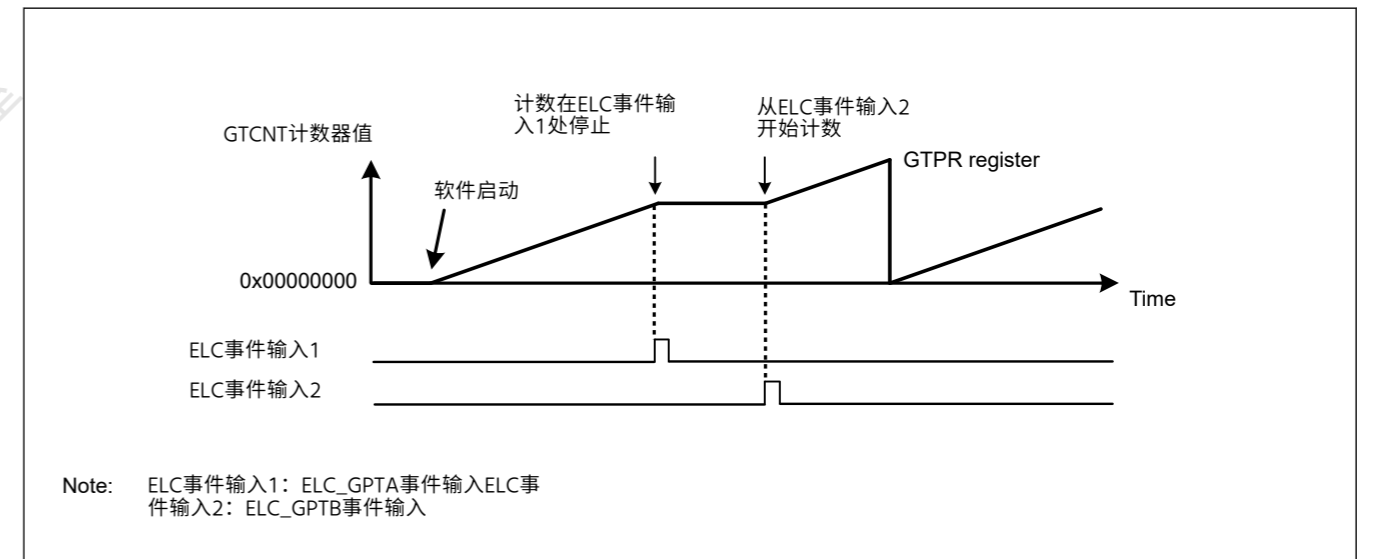 计数在ELC事件输
入1处停止
从ELC事件输入2
开始计数
GTCNT计数器值
GTPR register
软件启动
0x00000000
Time
ELC事件输入1
ELC事件输入2
Note: ELC事件输入1：ELC_GPTA事件输入ELC事
件输入2：ELC_GPTB事件输入